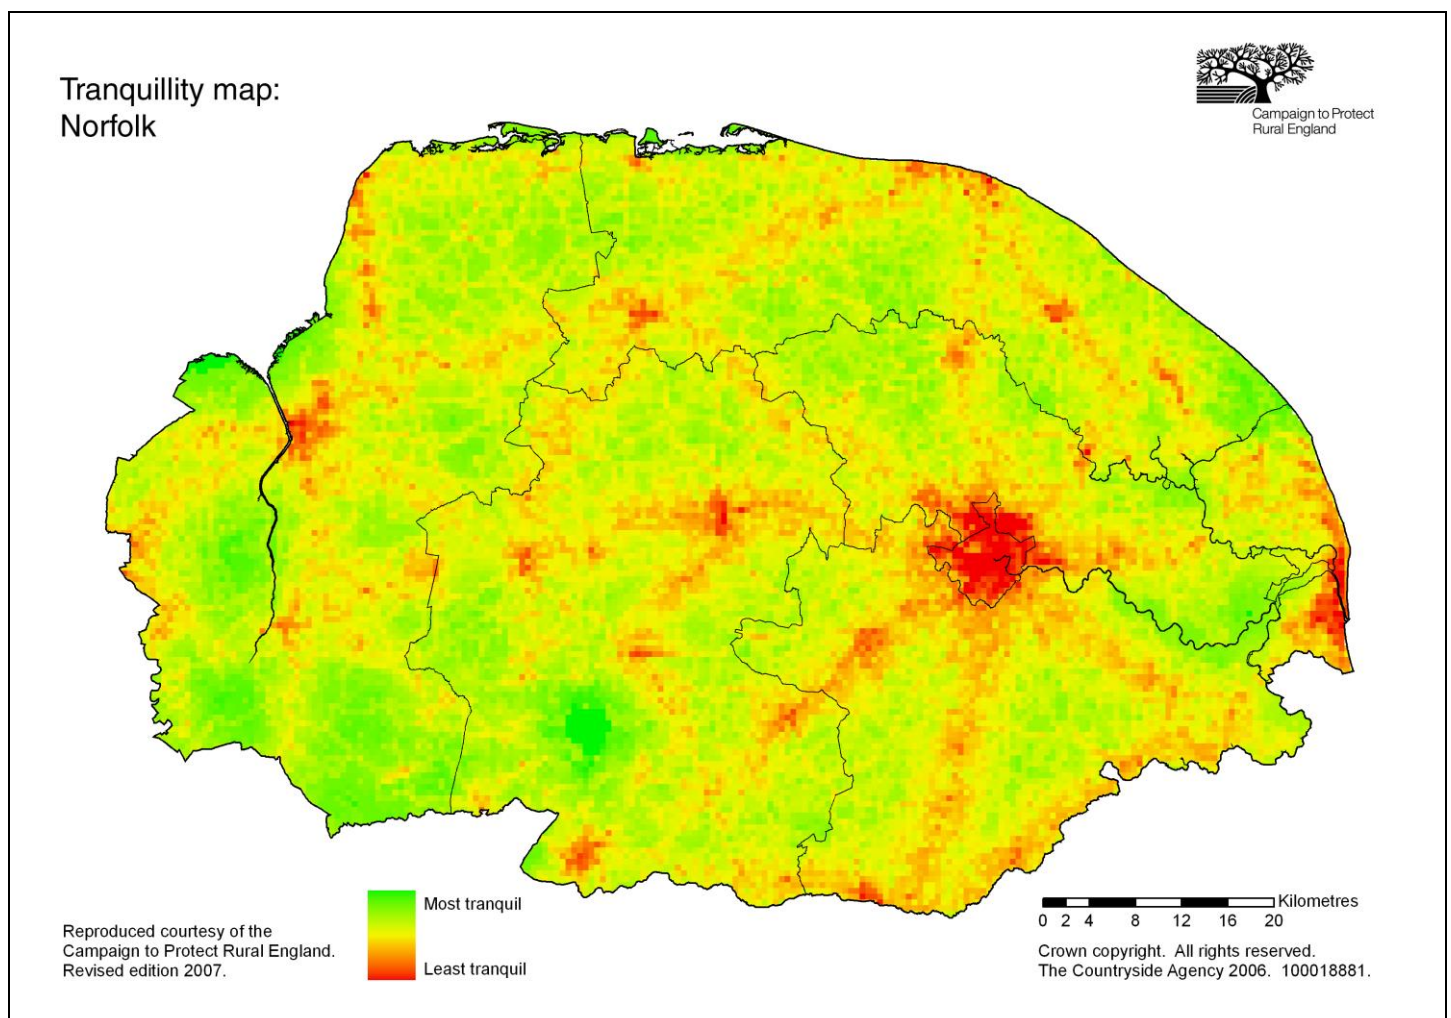 Tranquillity map:
Norfolk
Campaign to Protect
Rural England
Most tranquil
Least tranquil
Reproduced courtesy of the
Campaign to Protect Rural England.
Revised edition 2007.
Kilometres
0 2 4 8 12 16 20
Crown copyright. All rights reserved.
The Countryside Agency 2006. 100018881.